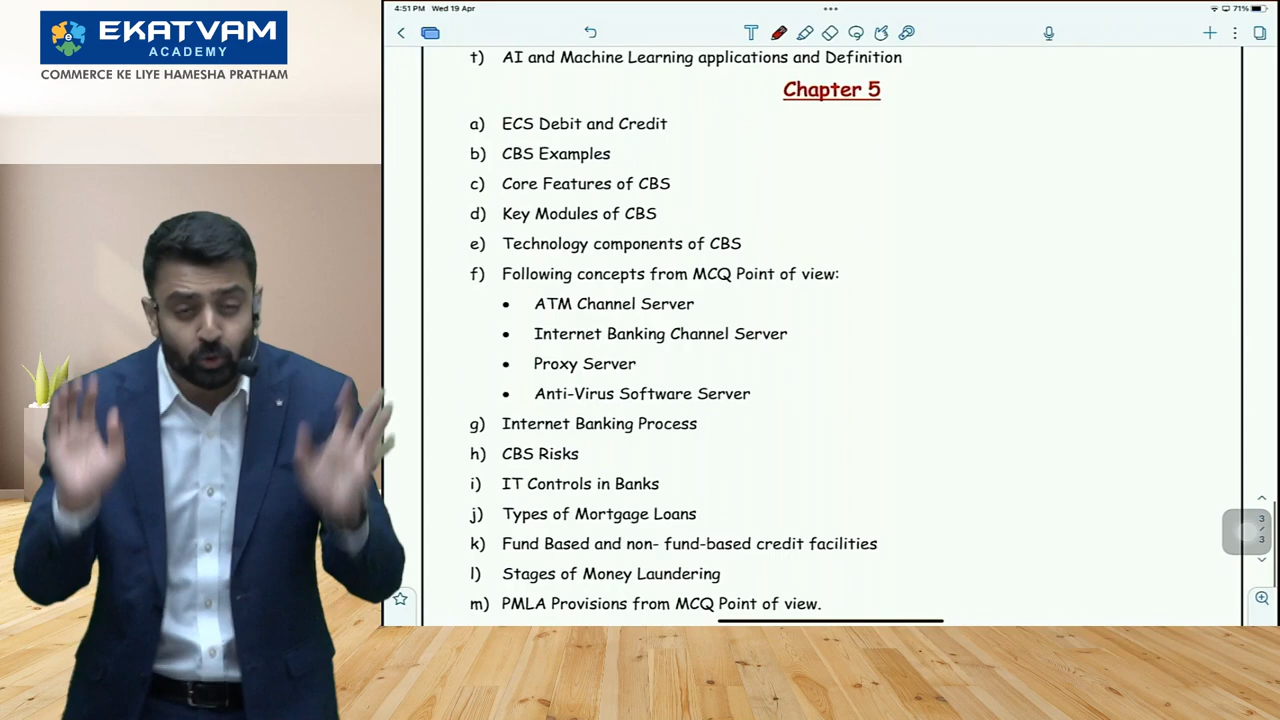 EKATVAM
ACADEMY
COMMERCE KE LIYE HAMESHA PRATHAM
4:51 PM Wed 19 Apr
71%
t) AI and Machine Learning applications and Definition
Chapter 5
a) ECS Debit and Credit
b) CBS Examples
c) Core Features of CBS
d) Key Modules of CBS
e) Technology components of CBS
f) Following concepts from MCQ Point of view:
• ATM Channel Server
• Internet Banking Channel Server
• Proxy Server
• Anti-Virus Software Server
g) Internet Banking Process
h) CBS Risks
i) IT Controls in Banks
j) Types of Mortgage Loans
k) Fund Based and non- fund-based credit facilities
l) Stages of Money Laundering
m) PMLA Provisions from MCQ Point of view.
3
/
3